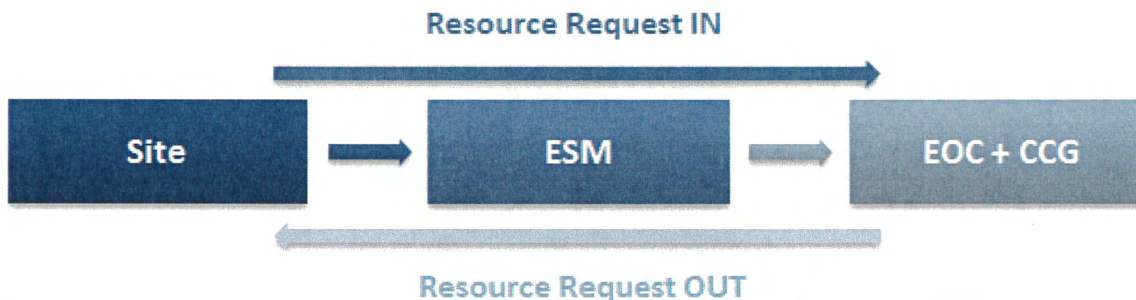 Resource Request IN
Site
ESM
EOC + CCG
Resource Request OUT